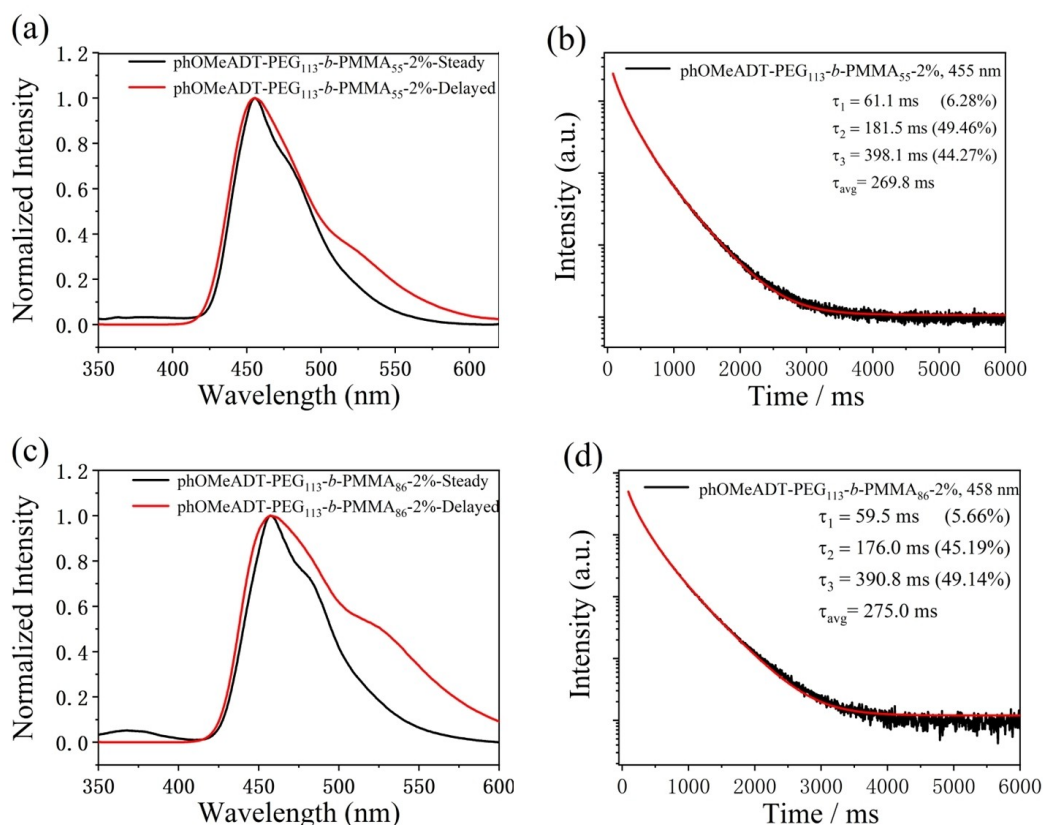 (a)
1.2
1.0
0.8
0.6
0.4
0.2
0.0
Normalized Intensity
phOMeADT-PEG₁₁₃-b-PMMA₅₅-2%-Steady
phOMeADT-PEG₁₁₃-b-PMMA₅₅-2%-Delayed
350 400 450 500 550 600
Wavelength (nm)
(b)
Intensity (a.u.)
phOMeADT-PEG₁₁₃-b-PMMA₅₅-2%, 455 nm
τ₁ = 61.1 ms (6.28%)
τ₂ = 181.5 ms (49.46%)
τ₃ = 398.1 ms (44.27%)
τavg= 269.8 ms
0 1000 2000 3000 4000 5000 6000
Time / ms
(c)
1.2
1.0
0.8
0.6
0.4
0.2
0.0
Normalized Intensity
phOMeADT-PEG₁₁₃-b-PMMA₈₆-2%-Steady
phOMeADT-PEG₁₁₃-b-PMMA₈₆-2%-Delayed
350 400 450 500 550 600
Wavelength (nm)
(d)
Intensity (a.u.)
phOMeADT-PEG₁₁₃-b-PMMA₈₆-2%, 458 nm
τ₁ = 59.5 ms (5.66%)
τ₂ = 176.0 ms (45.19%)
τ₃ = 390.8 ms (49.14%)
τavg= 275.0 ms
0 1000 2000 3000 4000 5000 6000
Time / ms